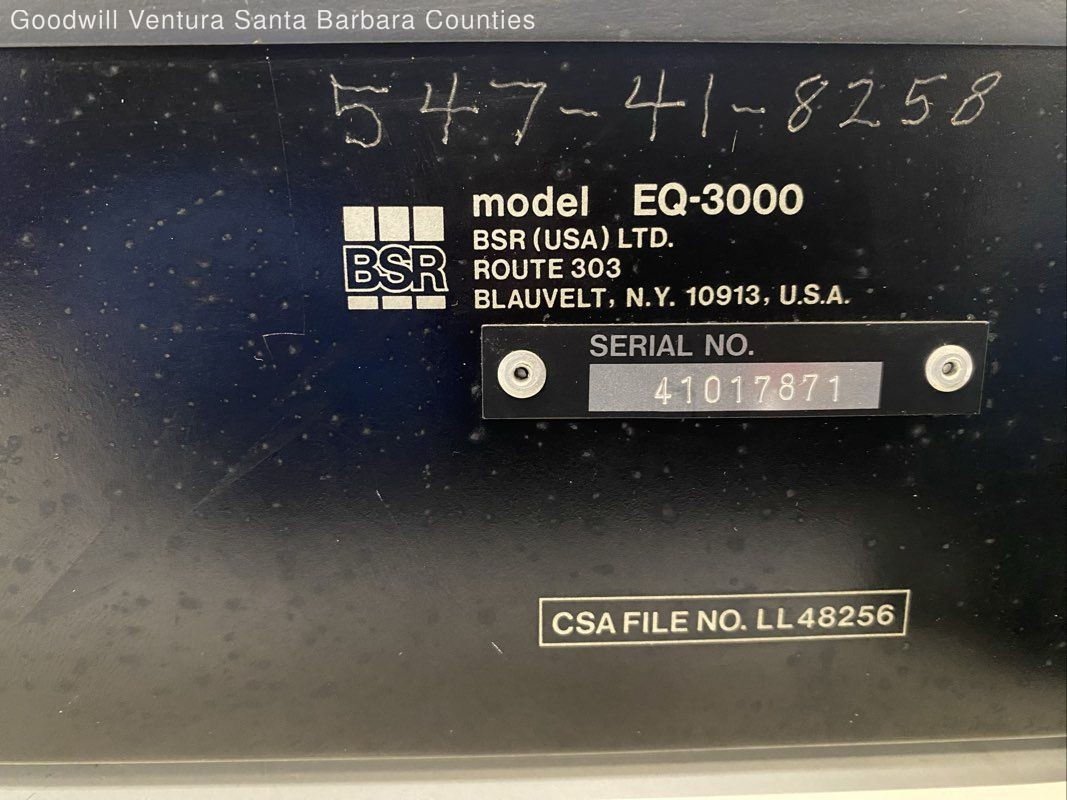 Goodwill Ventura Santa Barbara Counties
547-41-8258
model EQ-3000
BSR (USA) LTD.
ROUTE 303
BLAUVELT, N.Y. 10913, U.S.A.
BSR
SERIAL NO.
41017871
CSA FILE NO. LL48256